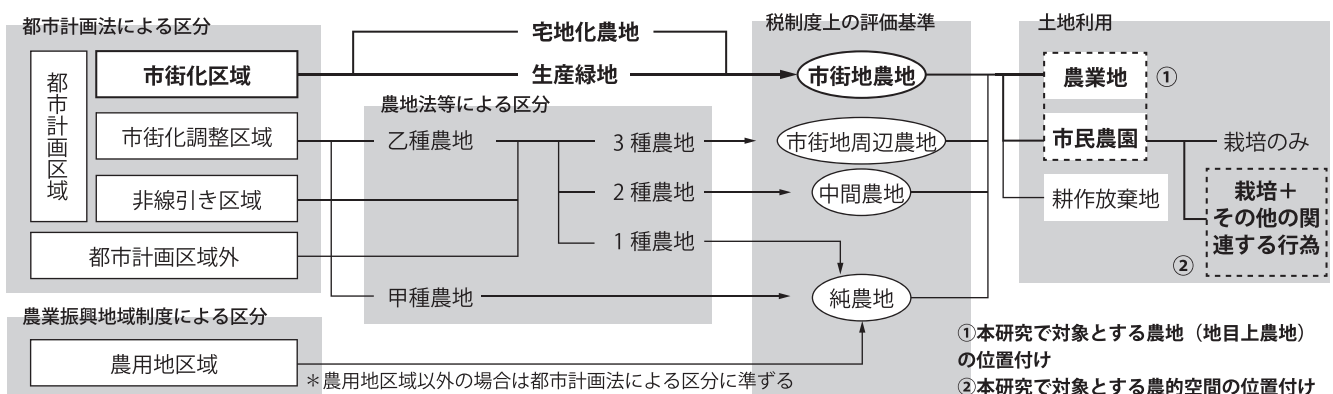 都市計画法による区分
都市計画区域
市街化区域
市街化調整区域
非線引き区域
都市計画区域外
農業振興地域制度による区分
農用地区域
宅地化農地
生産緑地
農地法等による区分
乙種農地
甲種農地
3 種農地
2 種農地
1 種農地
＊農用地区域以外の場合は都市計画法による区分に準ずる
税制度上の評価基準
市街地農地
市街地周辺農地
中間農地
純農地
土地利用
農業地
①
市民農園
耕作放棄地
栽培のみ
栽培＋
その他の関
連する行為
②
①本研究で対象とする農地（地目上農地）
の位置付け
②本研究で対象とする農的空間の位置付け